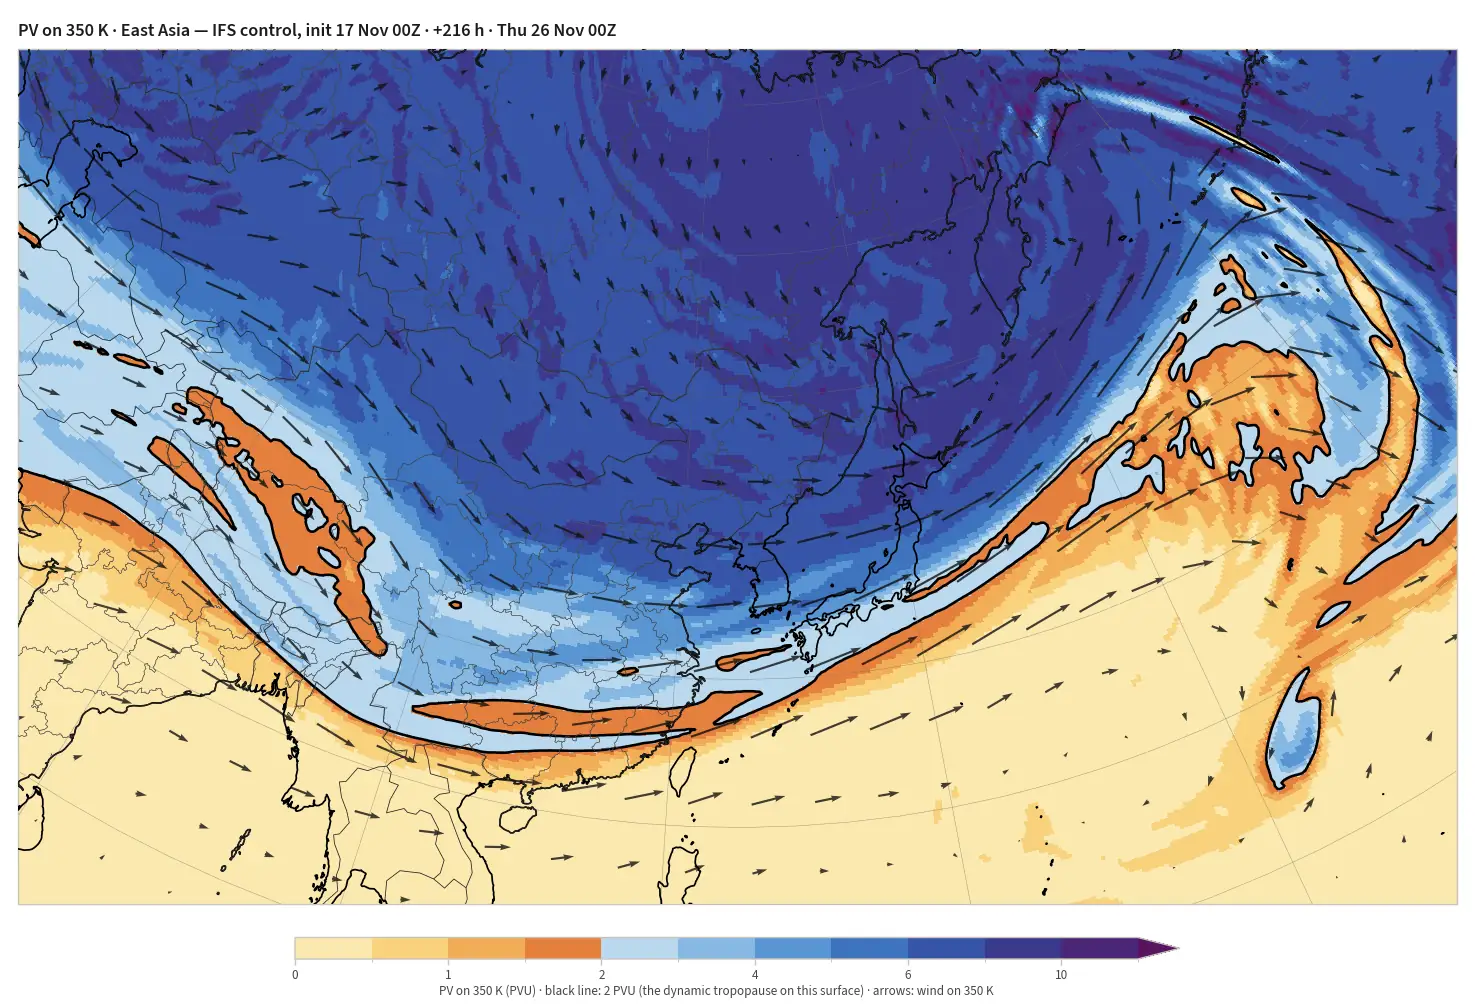 PV on 350 K · East Asia — IFS control, init 17 Nov 00Z · +216 h · Thu 26 Nov 00Z
0 1 2 4 6 10
PV on 350 K (PVU) · black line: 2 PVU (the dynamic tropopause on this surface) · arrows: wind on 350 K